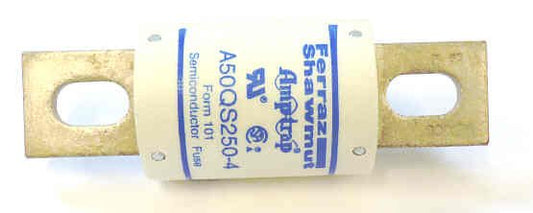 Ferraz
Shawmut
Amp-trap®
A50QS250-4
Form 101
Semiconductor Fuse